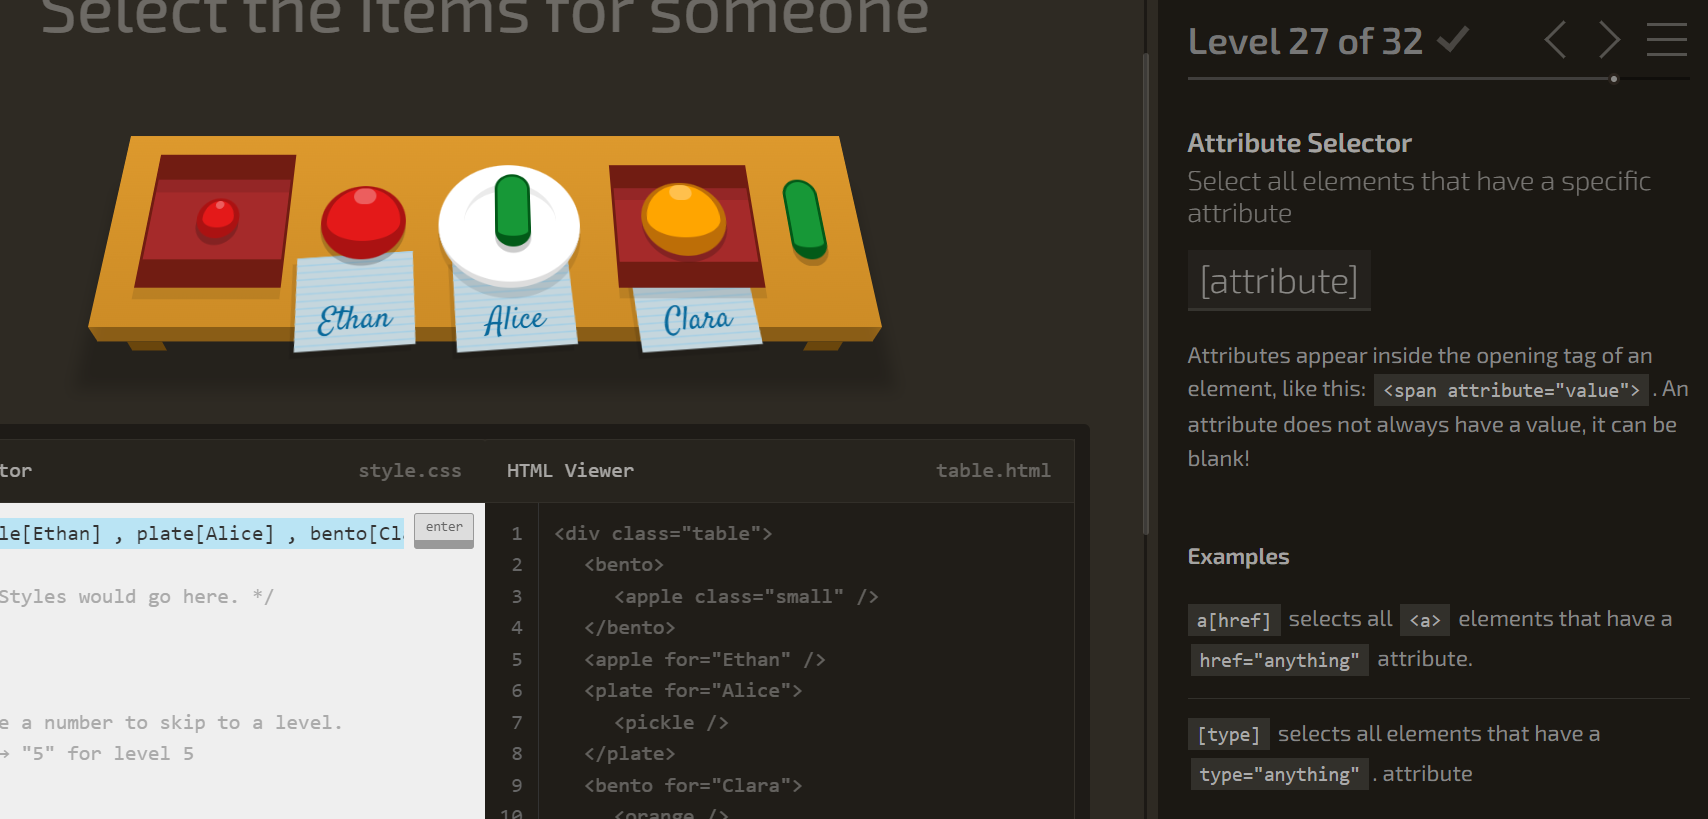 Select the items for someone
Ethan
Alice
Clara
tor
style.css
HTML Viewer
table.html
le[Ethan] , plate[Alice] , bento[Cl
enter
Styles would go here. */
e a number to skip to a level.
→ "5" for level 5
1 <div class="table">
2 <bento>
3 <apple class="small" />
4 </bento>
5 <apple for="Ethan" />
6 <plate for="Alice">
7 <pickle />
8 </plate>
9 <bento for="Clara">
10 <orange />
Level 27 of 32 ✔
Attribute Selector
Select all elements that have a specific
attribute
[attribute]
Attributes appear inside the opening tag of an
element, like this: <span attribute="value">. An
attribute does not always have a value, it can be
blank!
Examples
a[href] selects all <a> elements that have a
href="anything" attribute.
[type] selects all elements that have a
type="anything". attribute